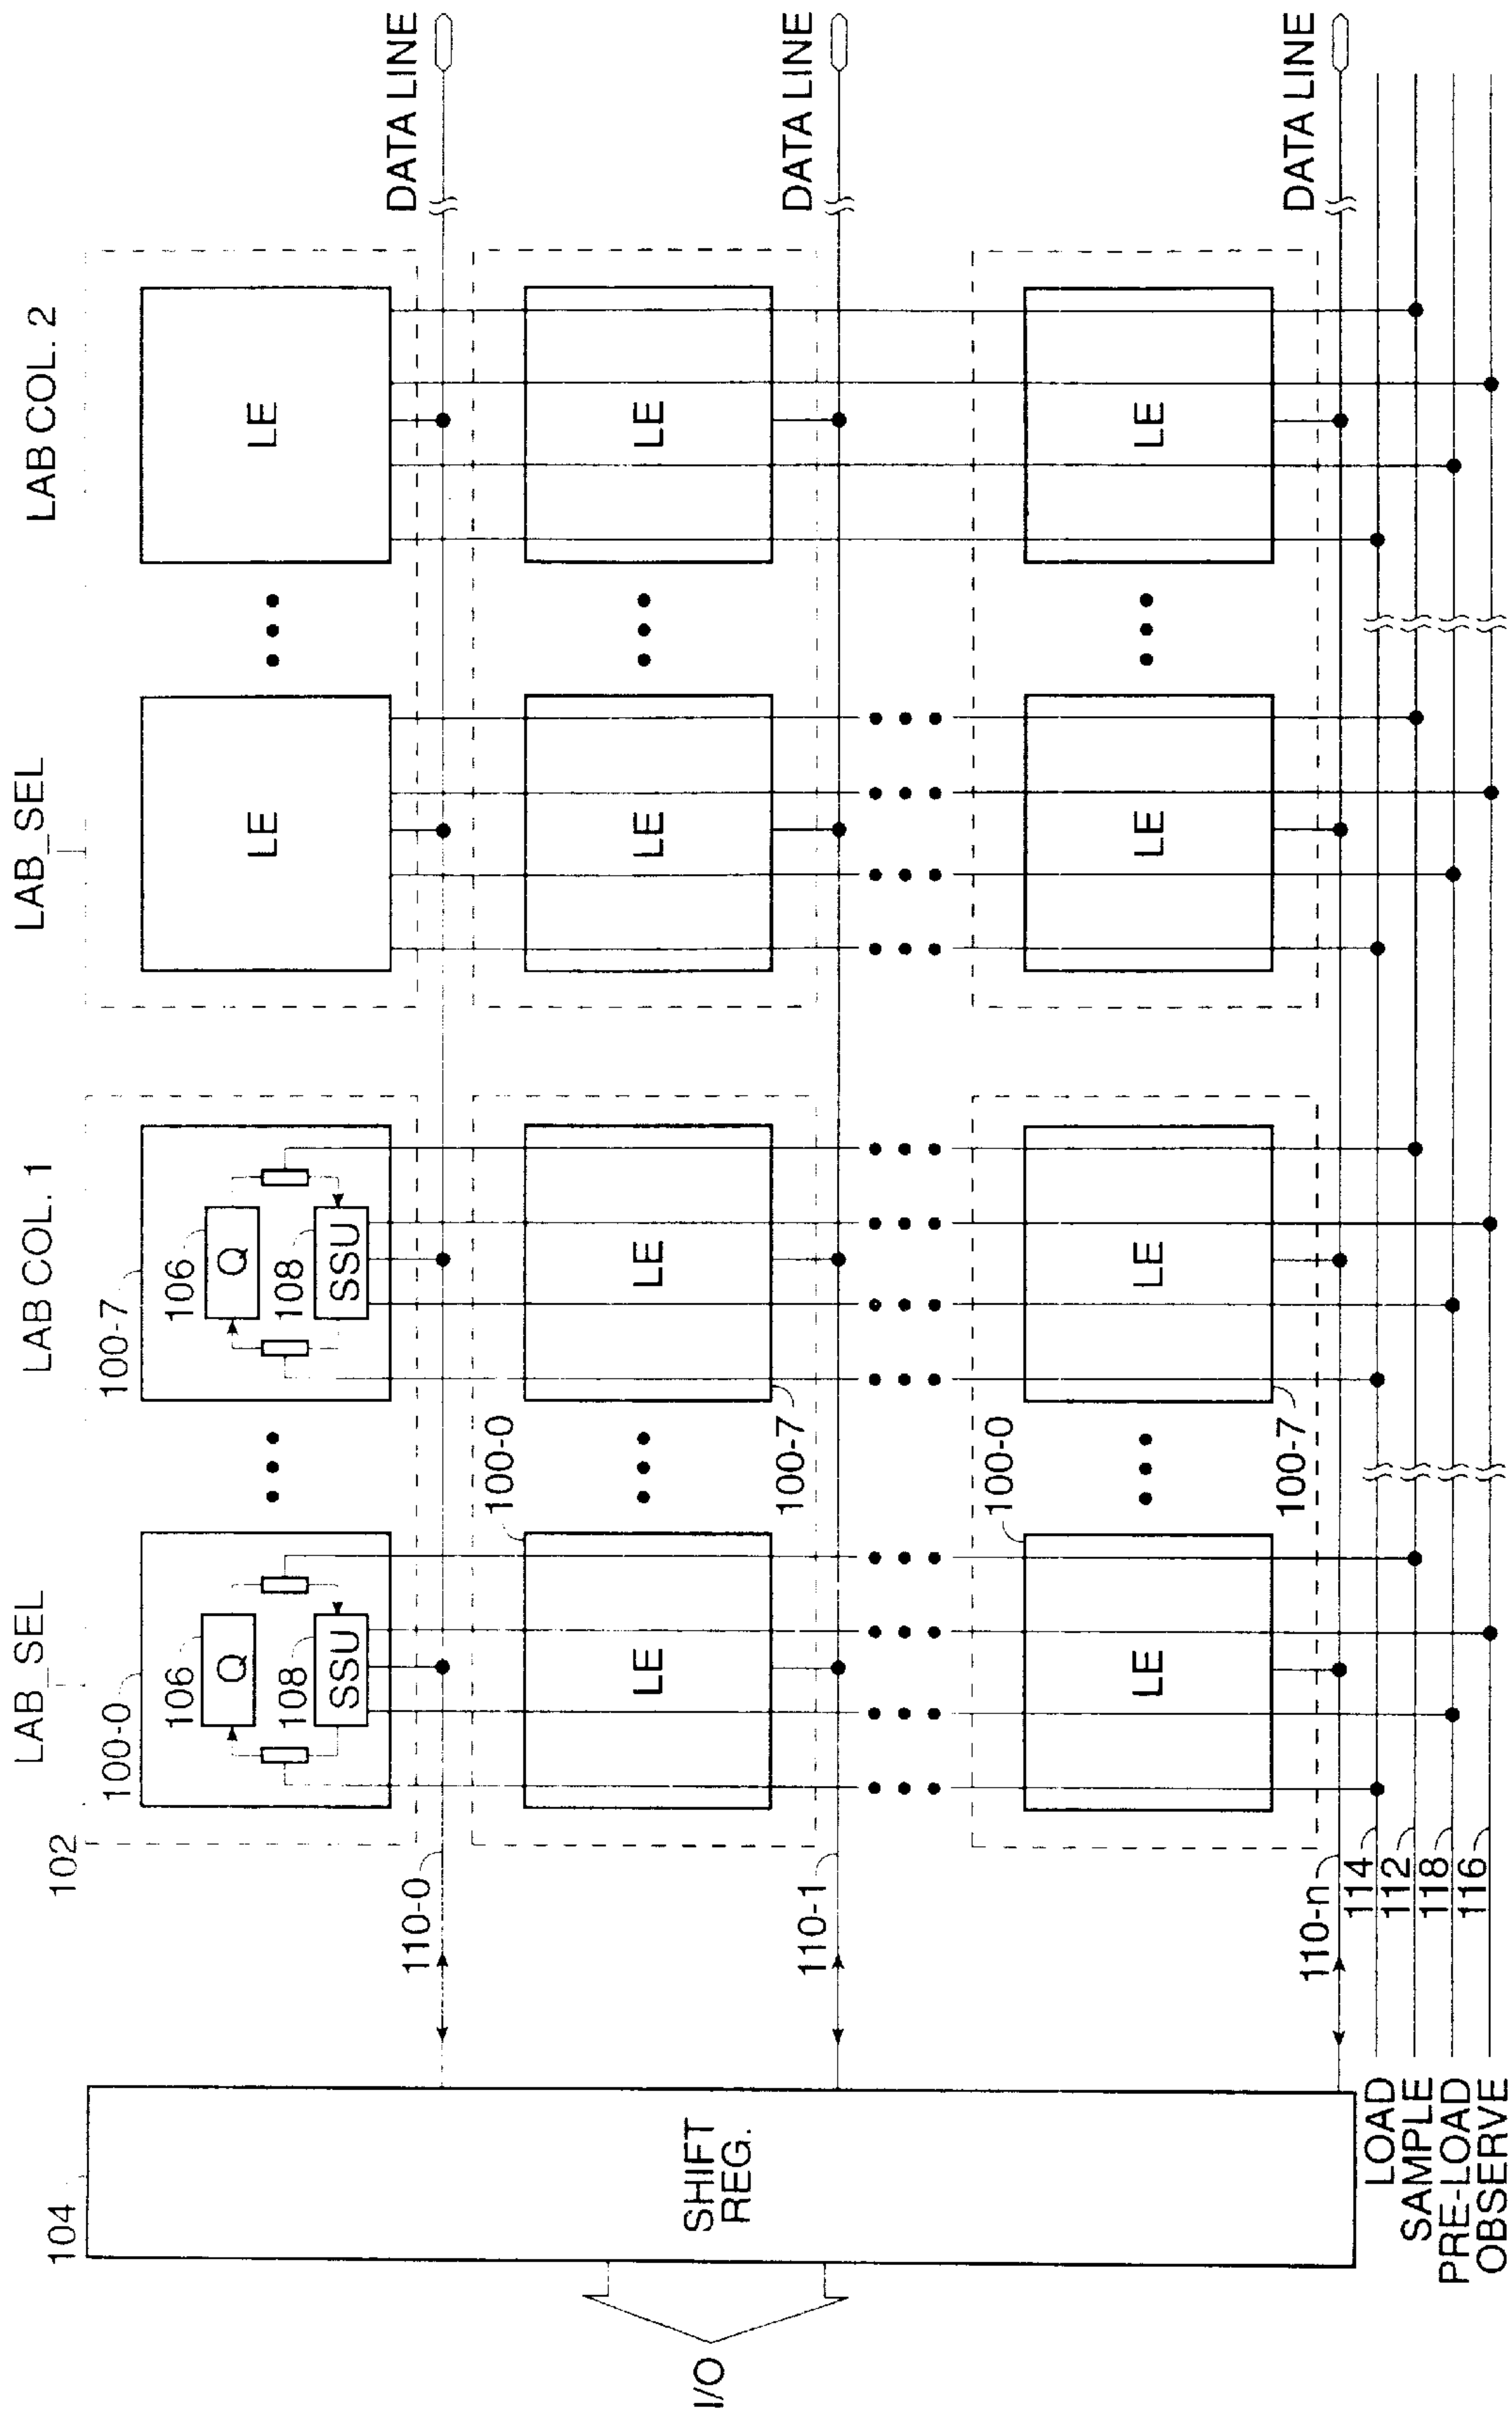 LAB_SEL
LAB COL. 1
LAB_SEL
LAB COL. 2
102
100-0
106
Q
108
SSU
100-7
106
Q
108
SSU
LE
LE
104
SHIFT
REG.
I/O
110-0
DATA LINE
100-0
LE
LE
100-7
LE
LE
110-1
DATA LINE
100-0
LE
LE
100-7
LE
LE
110-n
DATA LINE
LOAD
114
SAMPLE
112
PRE-LOAD
118
OBSERVE
116